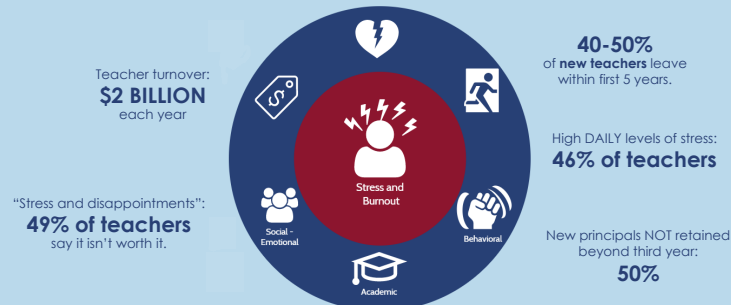 Teacher turnover:
$2 BILLION
each year
"Stress and disappointments":
49% of teachers
say it isn't worth it.
$
Stress and
Burnout
Social -
Emotional
Behavioral
Academic
40-50%
of new teachers leave
within first 5 years.
High DAILY levels of stress:
46% of teachers
New principals NOT retained
beyond third year:
50%